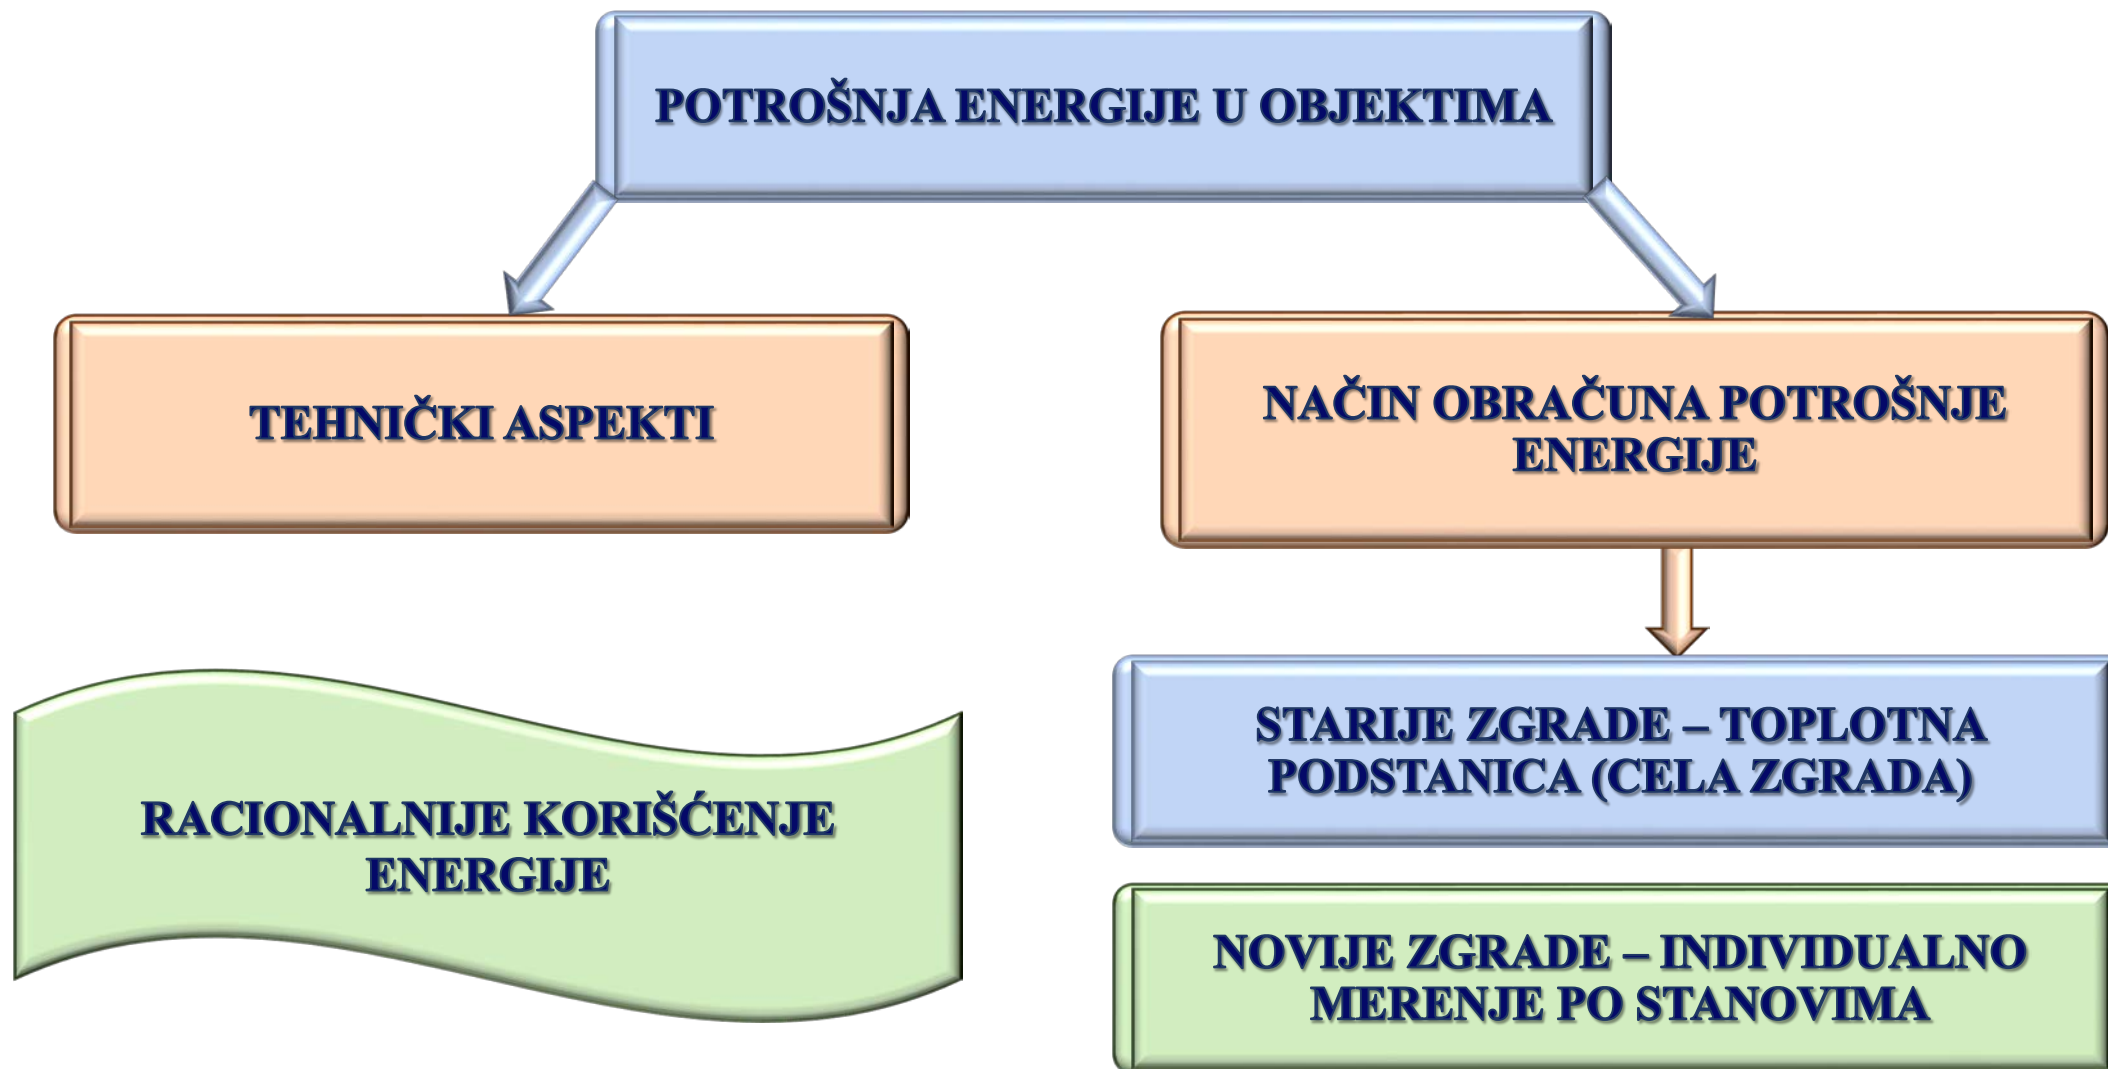 POTROŠNJA ENERGIJE U OBJEKTIMA
TEHNIČKI ASPEKTI
NAČIN OBRAČUNA POTROŠNJE
ENERGIJE
RACIONALNIJE KORIŠĆENJE
ENERGIJE
STARIJE ZGRADE – TOPLOTNA
PODSTANICA (CELA ZGRADA)
NOVIJE ZGRADE – INDIVIDUALNO
MERENJE PO STANOVIMA